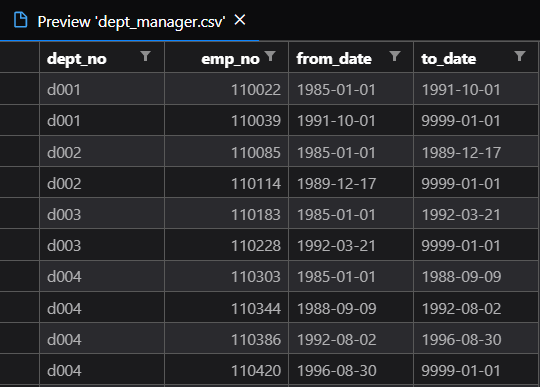 Preview 'dept_manager.csv' ×
dept_no emp_no from_date to_date
d001 110022 1985-01-01 1991-10-01
d001 110039 1991-10-01 9999-01-01
d002 110085 1985-01-01 1989-12-17
d002 110114 1989-12-17 9999-01-01
d003 110183 1985-01-01 1992-03-21
d003 110228 1992-03-21 9999-01-01
d004 110303 1985-01-01 1988-09-09
d004 110344 1988-09-09 1992-08-02
d004 110386 1992-08-02 1996-08-30
d004 110420 1996-08-30 9999-01-01